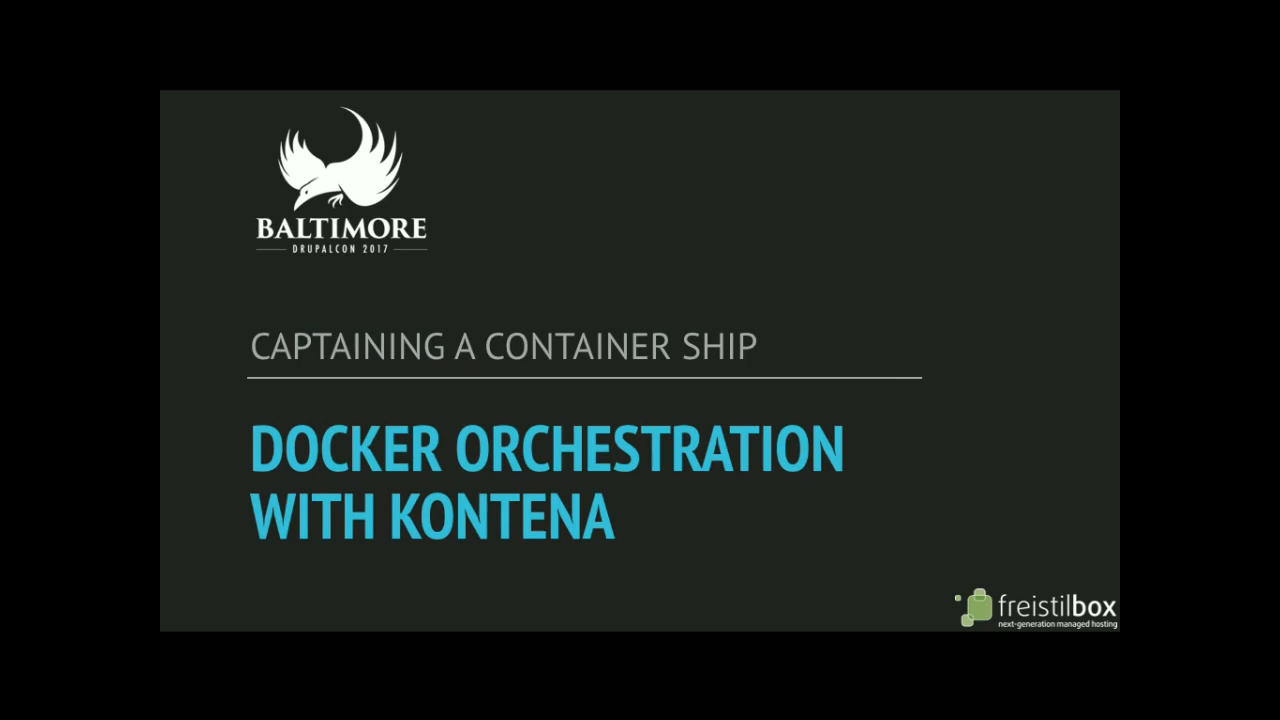 BALTIMORE
DRUPALCON 2017
CAPTAINING A CONTAINER SHIP
DOCKER ORCHESTRATION
WITH KONTENA
freistilbox
next-generation managed hosting